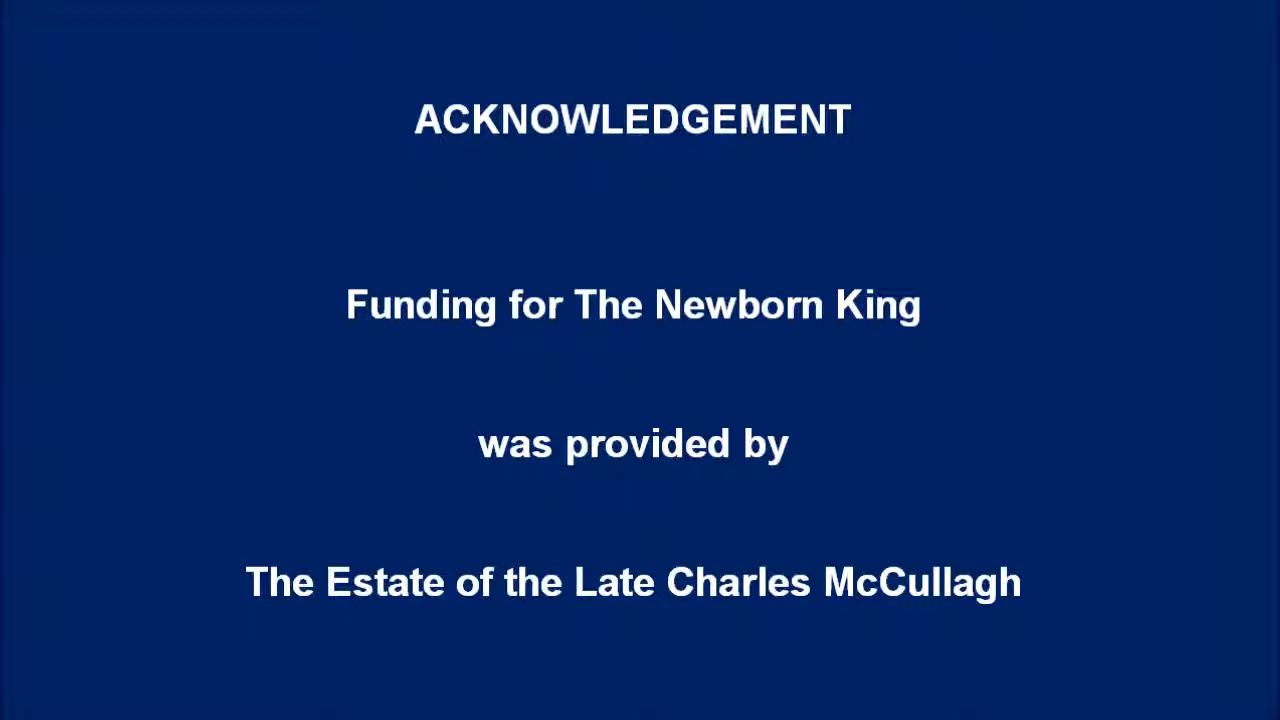 ACKNOWLEDGEMENT
Funding for The Newborn King
was provided by
The Estate of the Late Charles McCullagh